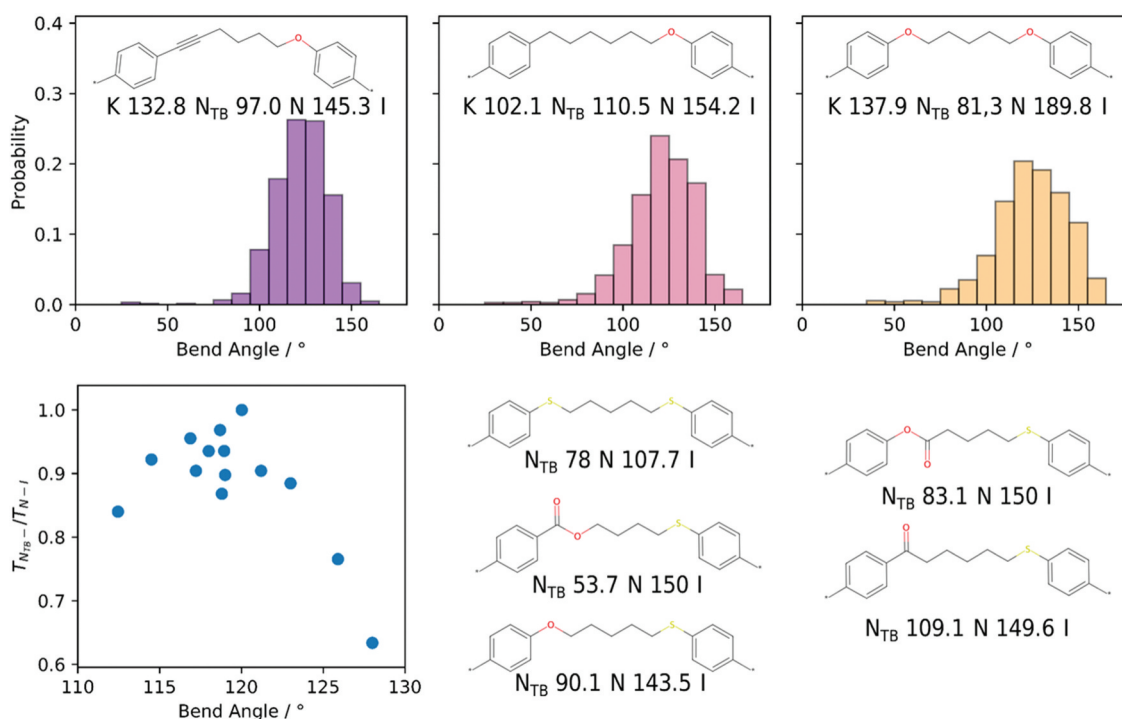 0.4
0.3
0.2
0.1
0.0
Probability
O
K 132.8 N_TB 97.0 N 145.3 I
0 50 100 150
Bend Angle / °
O
K 102.1 N_TB 110.5 N 154.2 I
0 50 100 150
Bend Angle / °
O O
K 137.9 N_TB 81,3 N 189.8 I
0 50 100 150
Bend Angle / °
1.0
0.9
0.8
0.7
0.6
T_N_TB-/T_N-I
110 115 120 125 130
Bend Angle / °
S S
N_TB 78 N 107.7 I
O
O S
N_TB 53.7 N 150 I
O S
N_TB 90.1 N 143.5 I
O S
O
N_TB 83.1 N 150 I
O
S
N_TB 109.1 N 149.6 I